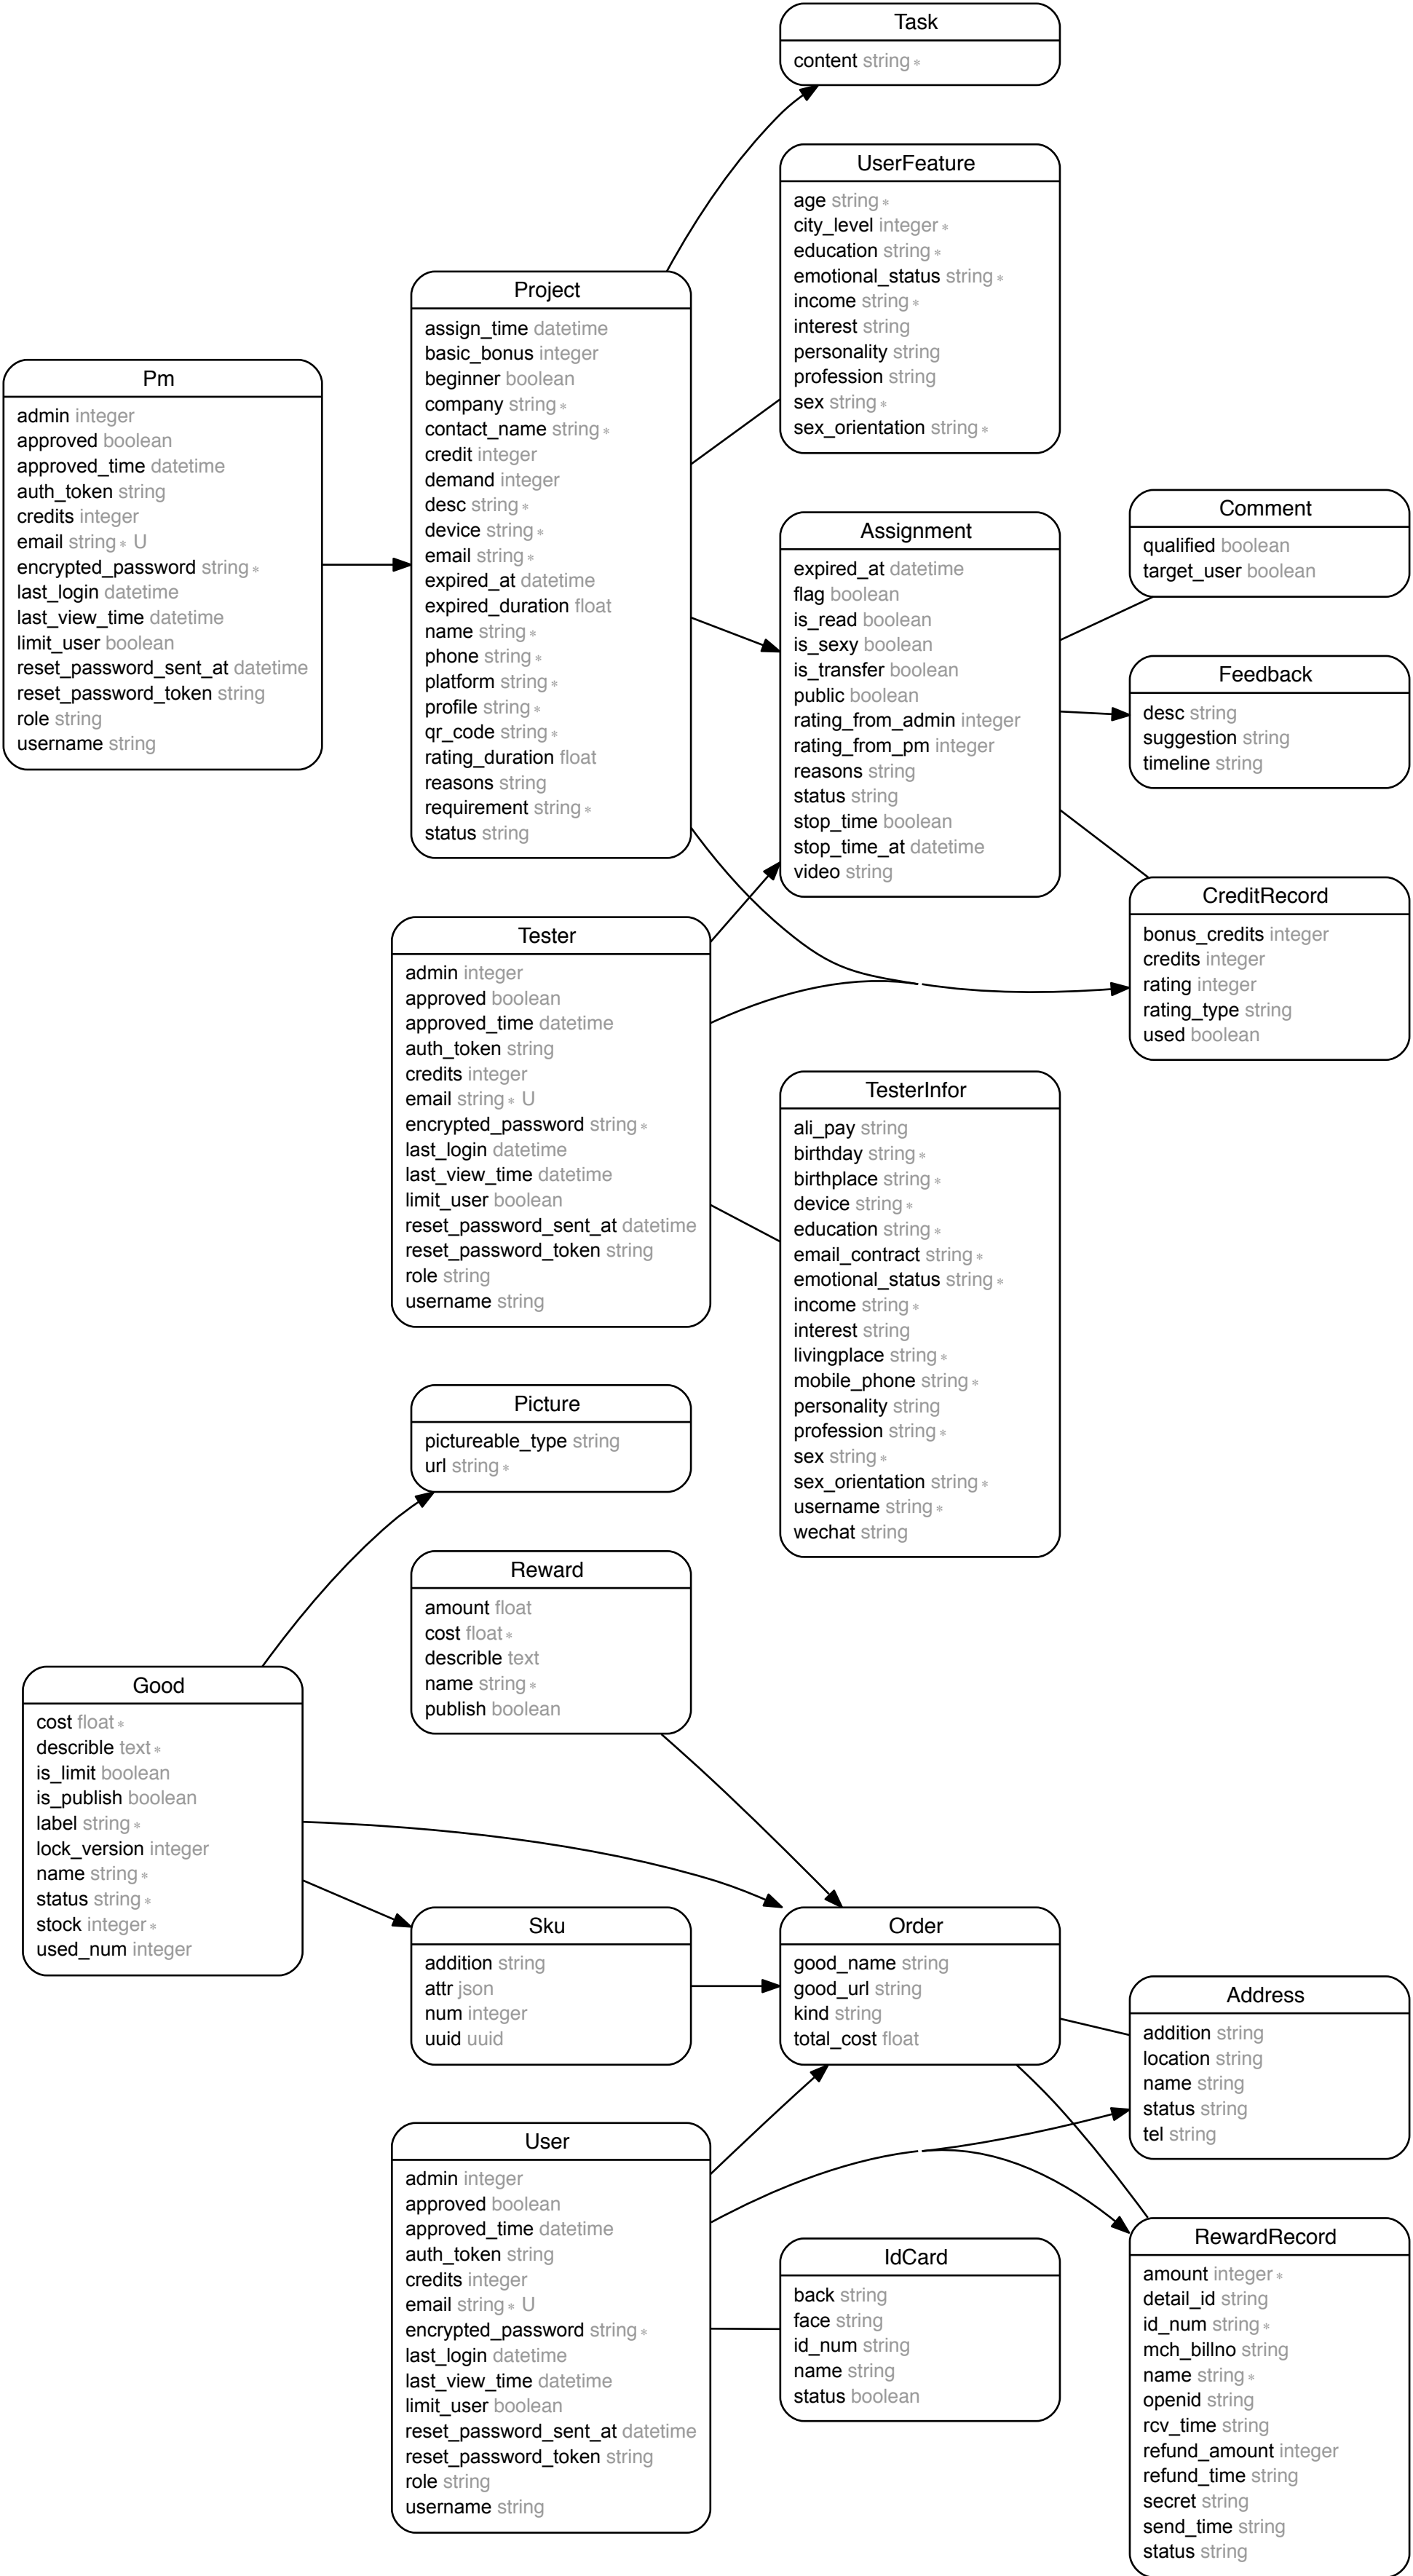 Task
content string ∗
UserFeature
age string ∗
city_level integer ∗
education string ∗
emotional_status string ∗
income string ∗
interest string
personality string
profession string
sex string ∗
sex_orientation string ∗
Project
assign_time datetime
basic_bonus integer
beginner boolean
company string ∗
contact_name string ∗
credit integer
demand integer
desc string ∗
device string ∗
email string ∗
expired_at datetime
expired_duration float
name string ∗
phone string ∗
platform string ∗
profile string ∗
qr_code string ∗
rating_duration float
reasons string
requirement string ∗
status string
Pm
admin integer
approved boolean
approved_time datetime
auth_token string
credits integer
email string ∗ U
encrypted_password string ∗
last_login datetime
last_view_time datetime
limit_user boolean
reset_password_sent_at datetime
reset_password_token string
role string
username string
Assignment
expired_at datetime
flag boolean
is_read boolean
is_sexy boolean
is_transfer boolean
public boolean
rating_from_admin integer
rating_from_pm integer
reasons string
status string
stop_time boolean
stop_time_at datetime
video string
Comment
qualified boolean
target_user boolean
Feedback
desc string
suggestion string
timeline string
CreditRecord
bonus_credits integer
credits integer
rating integer
rating_type string
used boolean
Tester
admin integer
approved boolean
approved_time datetime
auth_token string
credits integer
email string ∗ U
encrypted_password string ∗
last_login datetime
last_view_time datetime
limit_user boolean
reset_password_sent_at datetime
reset_password_token string
role string
username string
TesterInfor
ali_pay string
birthday string ∗
birthplace string ∗
device string ∗
education string ∗
email_contract string ∗
emotional_status string ∗
income string ∗
interest string
livingplace string ∗
mobile_phone string ∗
personality string
profession string ∗
sex string ∗
sex_orientation string ∗
username string ∗
wechat string
Picture
pictureable_type string
url string ∗
Reward
amount float
cost float ∗
describle text
name string ∗
publish boolean
Good
cost float ∗
describle text ∗
is_limit boolean
is_publish boolean
label string ∗
lock_version integer
name string ∗
status string ∗
stock integer ∗
used_num integer
Sku
addition string
attr json
num integer
uuid uuid
Order
good_name string
good_url string
kind string
total_cost float
Address
addition string
location string
name string
status string
tel string
User
admin integer
approved boolean
approved_time datetime
auth_token string
credits integer
email string ∗ U
encrypted_password string ∗
last_login datetime
last_view_time datetime
limit_user boolean
reset_password_sent_at datetime
reset_password_token string
role string
username string
IdCard
back string
face string
id_num string
name string
status boolean
RewardRecord
amount integer ∗
detail_id string
id_num string ∗
mch_billno string
name string ∗
openid string
rcv_time string
refund_amount integer
refund_time string
secret string
send_time string
status string